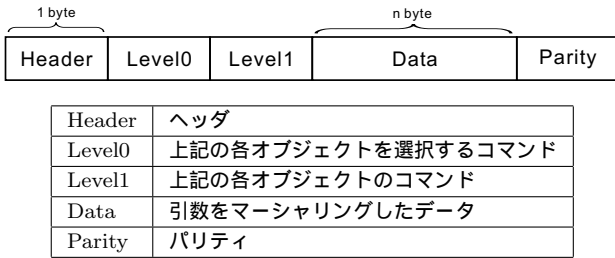 1 byte n byte
Header Level0 Level1 Data Parity
Header ヘッダ
Level0 上記の各オブジェクトを選択するコマンド
Level1 上記の各オブジェクトのコマンド
Data 引数をマーシャリングしたデータ
Parity パリティ